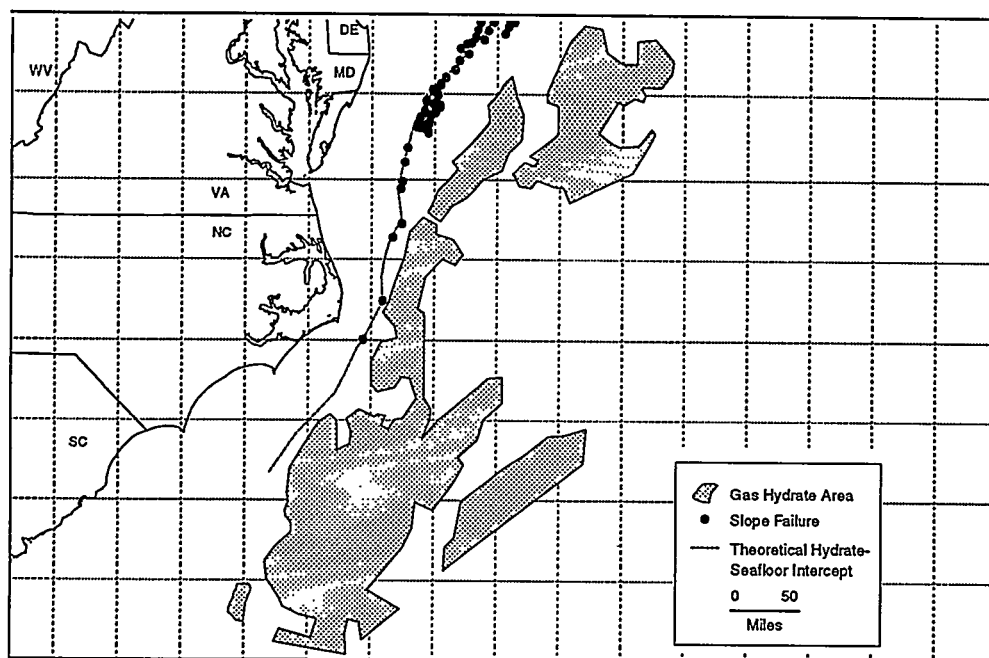 DE
WV
MD
VA
NC
SC
Gas Hydrate Area
Slope Failure
Theoretical Hydrate-
Seafloor Intercept
0 50
Miles